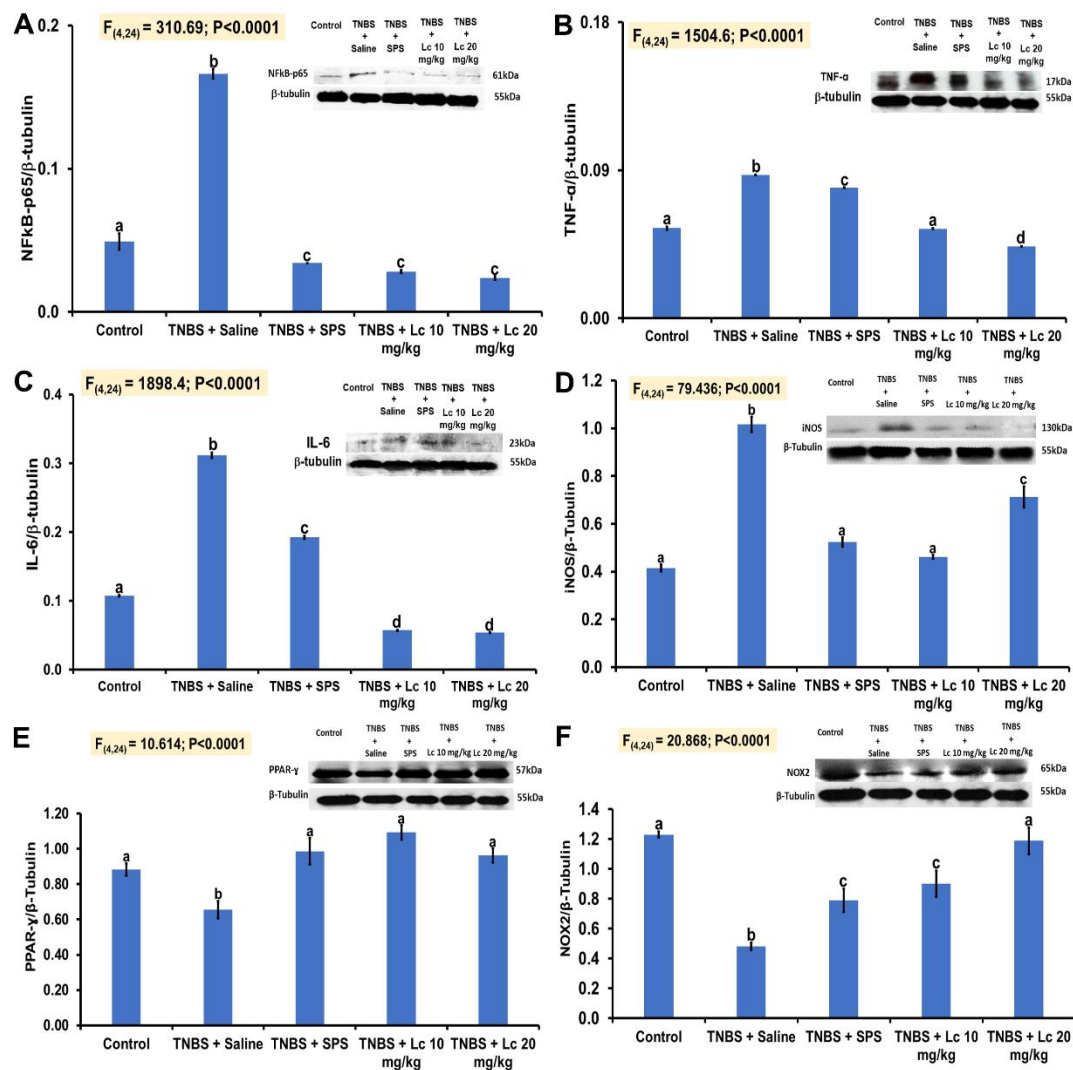 A
F(4,24) = 310.69; P<0.0001
Control
TNBS + Saline
TNBS + SPS
TNBS + Lc 10 mg/kg
TNBS + Lc 20 mg/kg
NFkB-p65
61kDa
β-tubulin
55kDa
NFkB-p65/β-tubulin
0.2
0.1
0.0
a
b
c
c
c
Control
TNBS + Saline
TNBS + SPS
TNBS + Lc 10
mg/kg
TNBS + Lc 20
mg/kg
B
F(4,24) = 1504.6; P<0.0001
Control
TNBS + Saline
TNBS + SPS
TNBS + Lc 10 mg/kg
TNBS + Lc 20 mg/kg
TNF-α
17kDa
β-tubulin
55kDa
TNF-α/β-tubulin
0.18
0.09
0.00
a
b
c
a
d
Control
TNBS + Saline
TNBS + SPS
TNBS + Lc 10
mg/kg
TNBS + Lc 20
mg/kg
C
F(4,24) = 1898.4; P<0.0001
Control
TNBS + Saline
TNBS + SPS
TNBS + Lc 10 mg/kg
TNBS + Lc 20 mg/kg
IL-6
23kDa
β-tubulin
55kDa
IL-6/β-tubulin
0.4
0.3
0.2
0.1
0.0
a
b
c
d
d
Control
TNBS + Saline
TNBS + SPS
TNBS + Lc 10
mg/kg
TNBS + Lc 20
mg/kg
D
F(4,24) = 79.436; P<0.0001
Control
TNBS + Saline
TNBS + SPS
TNBS + Lc 10 mg/kg
TNBS + Lc 20 mg/kg
iNOS
130kDa
β-Tubulin
55kDa
iNOS/β-Tubulin
1.2
1.0
0.8
0.6
0.4
0.2
0.0
a
b
a
a
c
Control
TNBS + Saline
TNBS + SPS
TNBS + Lc 10
mg/kg
TNBS + Lc 20
mg/kg
E
F(4,24) = 10.614; P<0.0001
Control
TNBS + Saline
TNBS + SPS
TNBS + Lc 10 mg/kg
TNBS + Lc 20 mg/kg
PPAR-ɣ
57kDa
β-Tubulin
55kDa
PPAR-ɣ/β-Tubulin
1.20
1.00
0.80
0.60
0.40
0.20
0.00
a
b
a
a
a
Control
TNBS + Saline
TNBS + SPS
TNBS + Lc 10
mg/kg
TNBS + Lc 20
mg/kg
F
F(4,24) = 20.868; P<0.0001
Control
TNBS + Saline
TNBS + SPS
TNBS + Lc 10 mg/kg
TNBS + Lc 20 mg/kg
NOX2
65kDa
β-Tubulin
55kDa
NOX2/β-Tubulin
1.4
1.2
1.0
0.8
0.6
0.4
0.2
0.0
a
b
c
c
a
Control
TNBS + Saline
TNBS + SPS
TNBS + Lc 10
mg/kg
TNBS + Lc 20
mg/kg